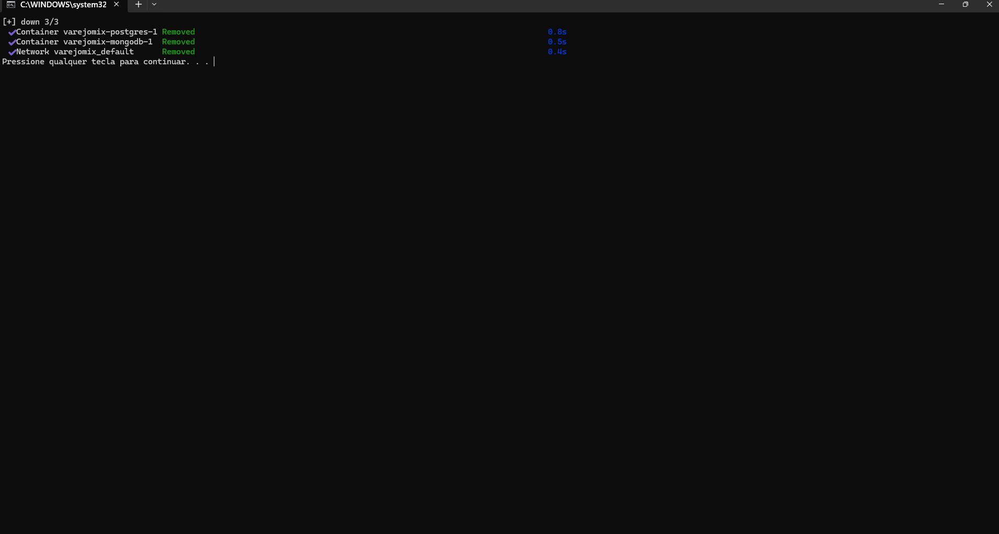 C:\WINDOWS\system32
[+] down 3/3
✔Container varejomix-postgres-1 Removed 0.8s
✔Container varejomix-mongodb-1 Removed 0.5s
✔Network varejomix_default Removed 0.4s
Pressione qualquer tecla para continuar. . .